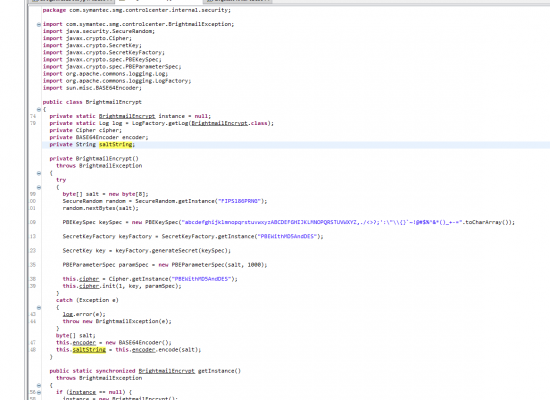 package com.symantec.smg.controlcenter.internal.security;
import com.symantec.smg.controlcenter.BrightmailException;
import java.security.SecureRandom;
import javax.crypto.Cipher;
import javax.crypto.SecretKey;
import javax.crypto.SecretKeyFactory;
import javax.crypto.spec.PBEKeySpec;
import javax.crypto.spec.PBEParameterSpec;
import org.apache.commons.logging.Log;
import org.apache.commons.logging.LogFactory;
import sun.misc.BASE64Encoder;
public class BrightmailEncrypt
{
private static BrightmailEncrypt instance = null;
private static Log log = LogFactory.getLog(BrightmailEncrypt.class);
private Cipher cipher;
private BASE64Encoder encoder;
private String saltString;
private BrightmailEncrypt()
throws BrightmailException
{
try
{
byte[] salt = new byte[8];
SecureRandom random = SecureRandom.getInstance("FIPS186PRNG");
random.nextBytes(salt);
PBEKeySpec keySpec = new PBEKeySpec("abcdefghijklmnopqrstuvwxyzABCDEFGHIJKLMNOPQRSTUVWXYZ,./<>?;':\"\\{}`~!@#$%^&*()_+-=".toCharArray());
SecretKeyFactory keyFactory = SecretKeyFactory.getInstance("PBEWithMD5AndDES");
SecretKey key = keyFactory.generateSecret(keySpec);
PBEParameterSpec paramSpec = new PBEParameterSpec(salt, 1000);
this.cipher = Cipher.getInstance("PBEWithMD5AndDES");
this.cipher.init(1, key, paramSpec);
}
catch (Exception e)
{
log.error(e);
throw new BrightmailException(e);
}
byte[] salt;
this.encoder = new BASE64Encoder();
this.saltString = this.encoder.encode(salt);
}
public static synchronized BrightmailEncrypt getInstance()
throws BrightmailException
{
if (instance == null) {
instance = new BrightmailEncrypt();